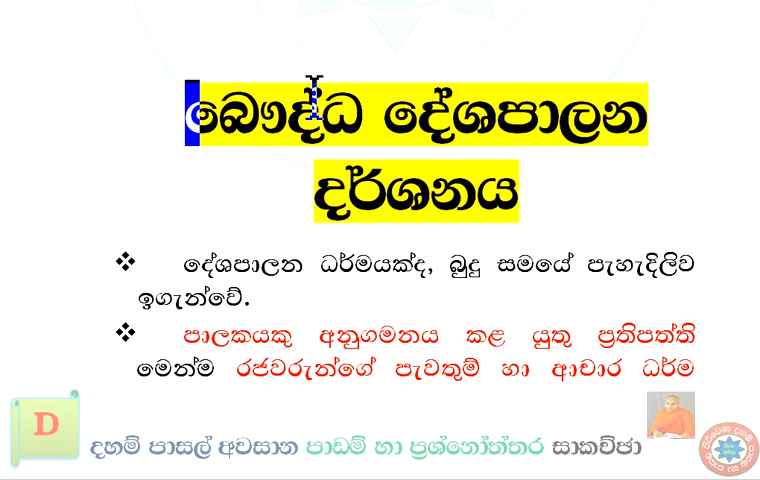 බෞද්ධ දේශපාලන
දර්ශනය
❖ දේශපාලන ධර්මයක්ද, බුදු සමයේ පැහැදිලිව
ඉගැන්වේ.
❖ පාලකයකු අනුගමනය කළ යුතු ප්‍රතිපත්ති
මෙන්ම රජවරුන්ගේ පැවතුම් හා ආචාර ධර්ම
D
දහම් පාසල් අවසාන පාඩම් හා ප්‍රශ්නෝත්තර සාකච්ඡා